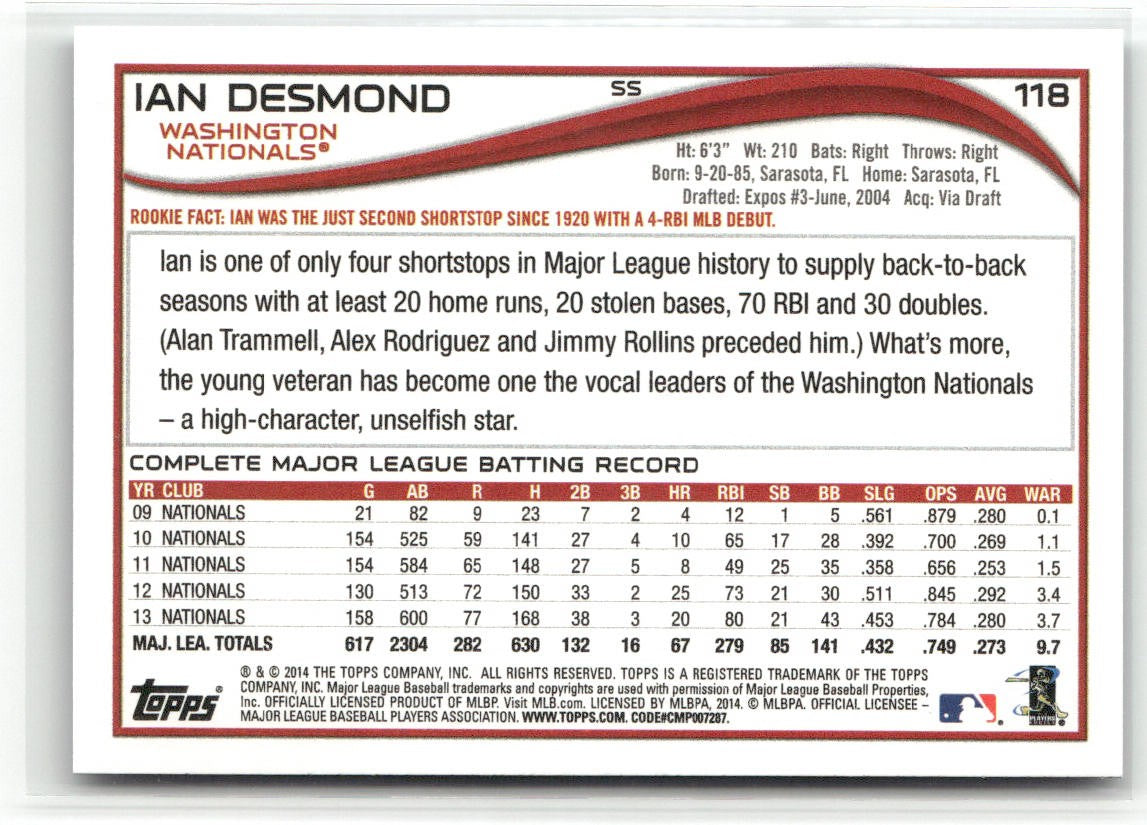 IAN DESMOND SS 118
WASHINGTON
NATIONALS®
Ht: 6'3" Wt: 210 Bats: Right Throws: Right
Born: 9-20-85, Sarasota, FL Home: Sarasota, FL
Drafted: Expos #3-June, 2004 Acq: Via Draft
ROOKIE FACT: IAN WAS THE JUST SECOND SHORTSTOP SINCE 1920 WITH A 4-RBI MLB DEBUT.
Ian is one of only four shortstops in Major League history to supply back-to-back
seasons with at least 20 home runs, 20 stolen bases, 70 RBI and 30 doubles.
(Alan Trammell, Alex Rodriguez and Jimmy Rollins preceded him.) What's more,
the young veteran has become one the vocal leaders of the Washington Nationals
– a high-character, unselfish star.
COMPLETE MAJOR LEAGUE BATTING RECORD
YR CLUB G AB R H 2B 3B HR RBI SB BB SLG OPS AVG WAR
09 NATIONALS 21 82 9 23 7 2 4 12 1 5 .561 .879 .280 0.1
10 NATIONALS 154 525 59 141 27 4 10 65 17 28 .392 .700 .269 1.1
11 NATIONALS 154 584 65 148 27 5 8 49 25 35 .358 .656 .253 1.5
12 NATIONALS 130 513 72 150 33 2 25 73 21 30 .511 .845 .292 3.4
13 NATIONALS 158 600 77 168 38 3 20 80 21 43 .453 .784 .280 3.7
MAJ. LEA. TOTALS 617 2304 282 630 132 16 67 279 85 141 .432 .749 .273 9.7
® & © 2014 THE TOPPS COMPANY, INC. ALL RIGHTS RESERVED. TOPPS IS A REGISTERED TRADEMARK OF THE TOPPS
COMPANY, INC. Major League Baseball trademarks and copyrights are used with permission of Major League Baseball Properties,
Inc. OFFICIALLY LICENSED PRODUCT OF MLBP. Visit MLB.com. LICENSED BY MLBPA, 2014. © MLBPA. OFFICIAL LICENSEE –
MAJOR LEAGUE BASEBALL PLAYERS ASSOCIATION. WWW.TOPPS.COM. CODE#CMP007287.
Topps®
PLAYERS